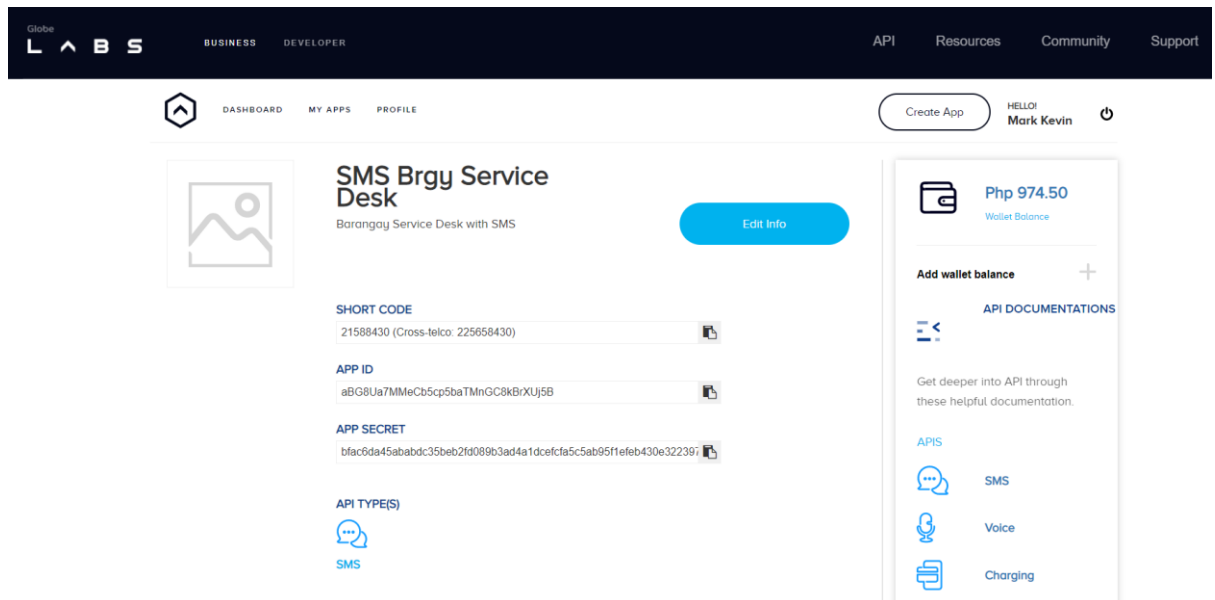 Globe
LABS
BUSINESS DEVELOPER
API Resources Community Support
DASHBOARD MY APPS PROFILE
Create App
HELLO!
Mark Kevin
SMS Brgy Service
Desk
Barangay Service Desk with SMS
Edit Info
SHORT CODE
21588430 (Cross-telco: 225658430)
APP ID
aBG8Ua7MMeCb5cp5baTMnGC8kBrXUj5B
APP SECRET
bfac6da45ababdc35beb2fd089b3ad4a1dcefcfa5c5ab95f1efeb430e322397
API TYPE(S)
SMS
Php 974.50
Wallet Balance
Add wallet balance
API DOCUMENTATIONS
Get deeper into API through
these helpful documentation.
APIS
SMS
Voice
Charging